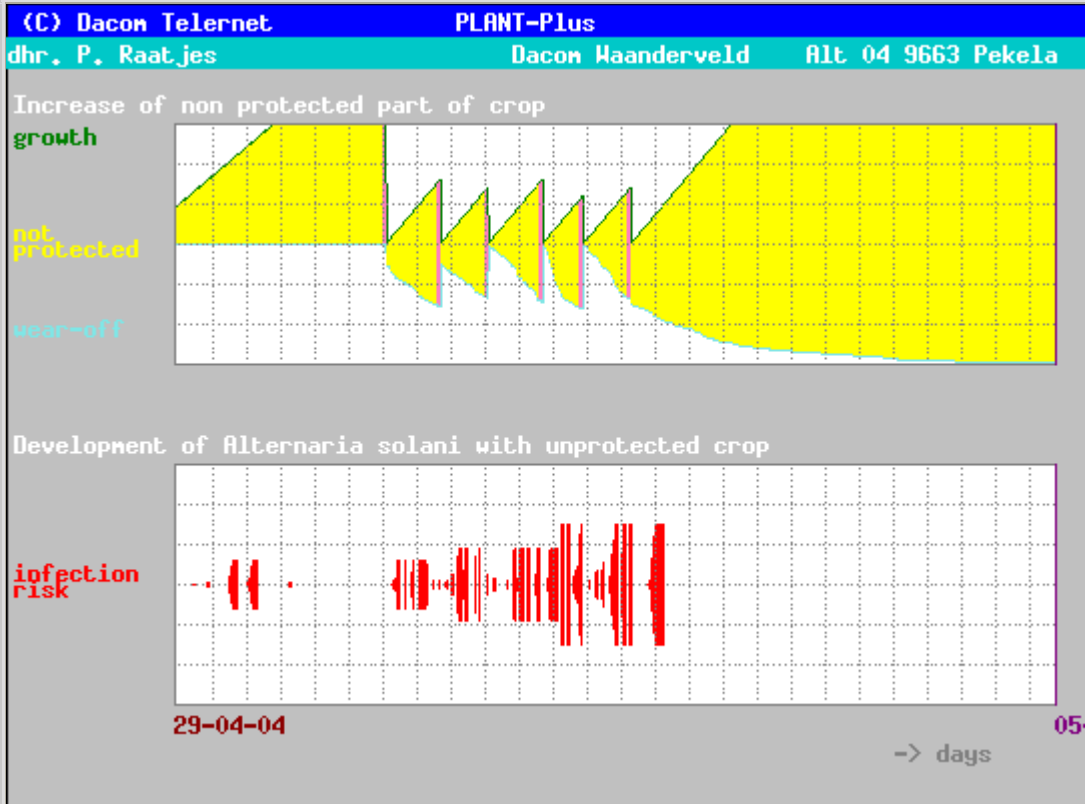 (C) Dacom Telernet PLANT-Plus
dhr. P. Raatjes Dacom Waanderveld Alt 04 9663 Pekela
Increase of non protected part of crop
growth
not
protected
wear-off
Development of Alternaria solani with unprotected crop
infection
risk
29-04-04 05-
-> days